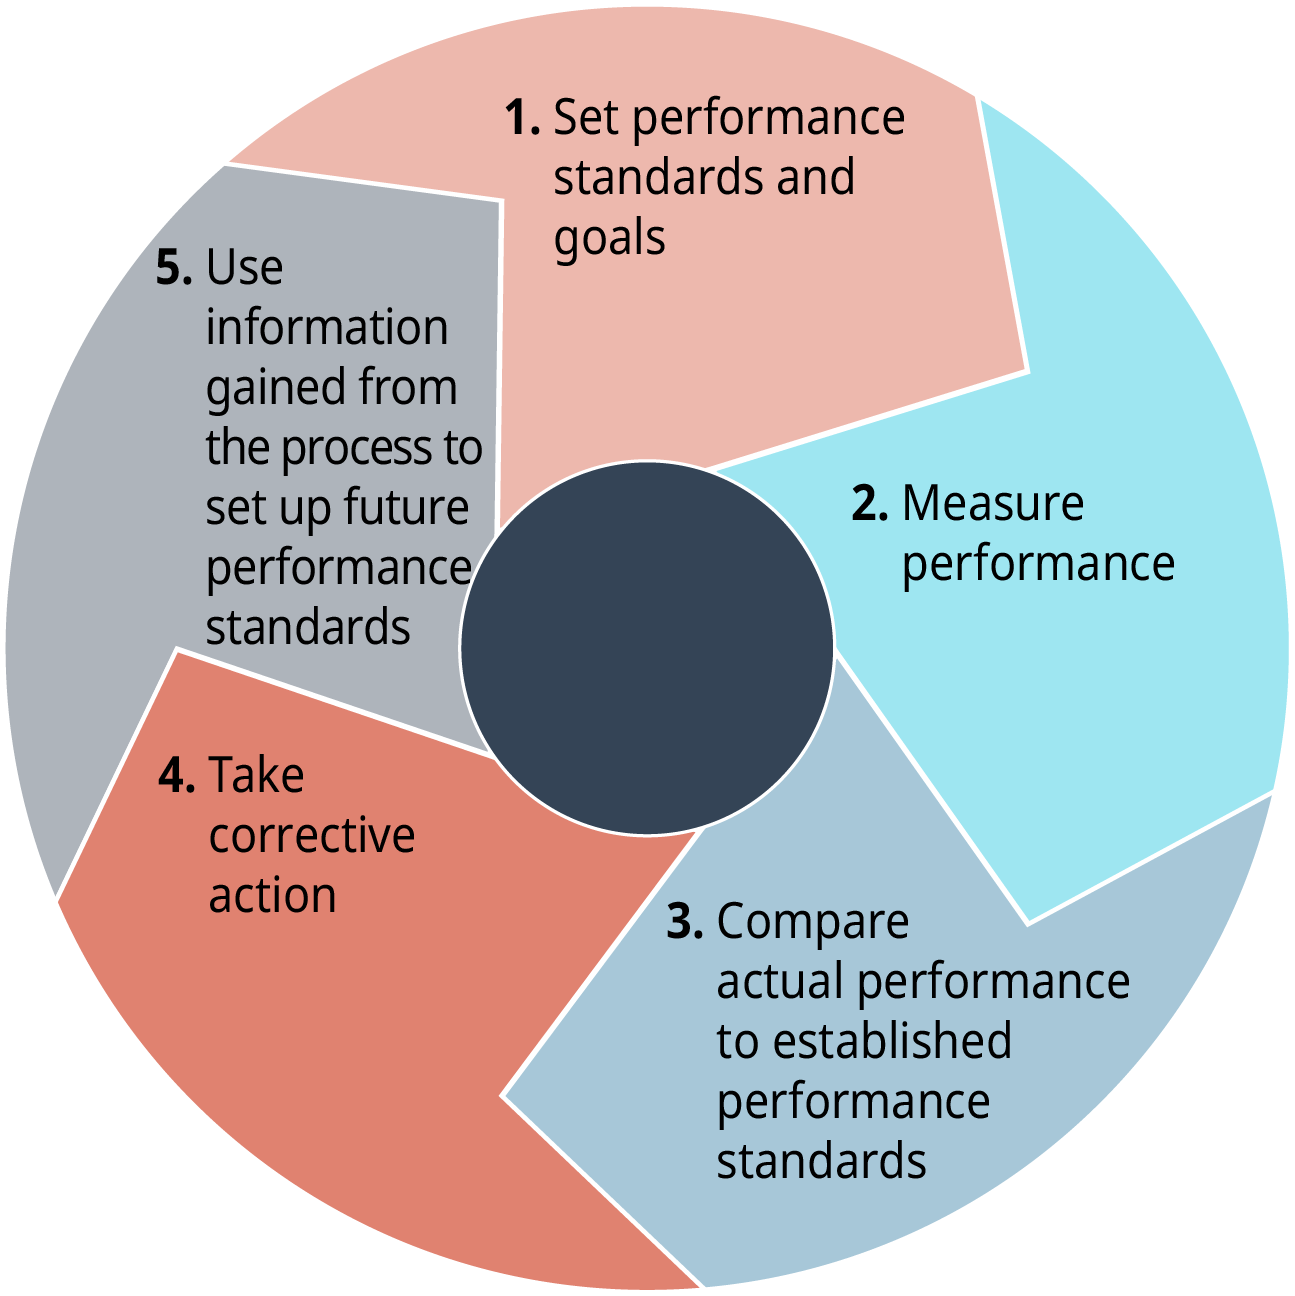 1. Set performance
standards and
goals
2. Measure
performance
3. Compare
actual performance
to established
performance
standards
4. Take
corrective
action
5. Use
information
gained from
the process to
set up future
performance
standards